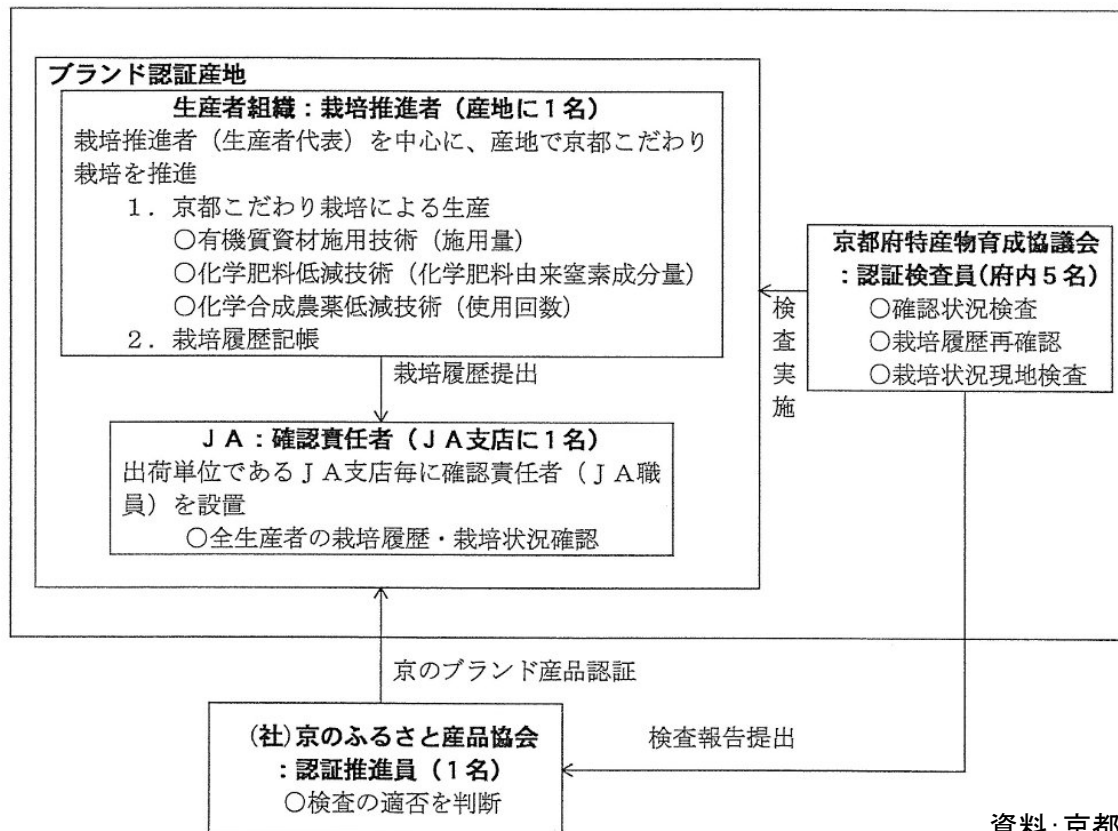 ブランド認証産地
生産者組織：栽培推進者（産地に１名）
栽培推進者（生産者代表）を中心に、産地で京都こだわり
栽培を推進
１．京都こだわり栽培による生産
○有機質資材施用技術（施用量）
○化学肥料低減技術（化学肥料由来窒素成分量）
○化学合成農薬低減技術（使用回数）
２．栽培履歴記帳
栽培履歴提出
ＪＡ：確認責任者（ＪＡ支店に１名）
出荷単位であるＪＡ支店毎に確認責任者（ＪＡ職
員）を設置
○全生産者の栽培履歴・栽培状況確認
検査実施
京都府特産物育成協議会
：認証検査員(府内５名)
○確認状況検査
○栽培履歴再確認
○栽培状況現地検査
京のブランド産品認証
検査報告提出
(社)京のふるさと産品協会
：認証推進員（１名）
○検査の適否を判断
資料：京都